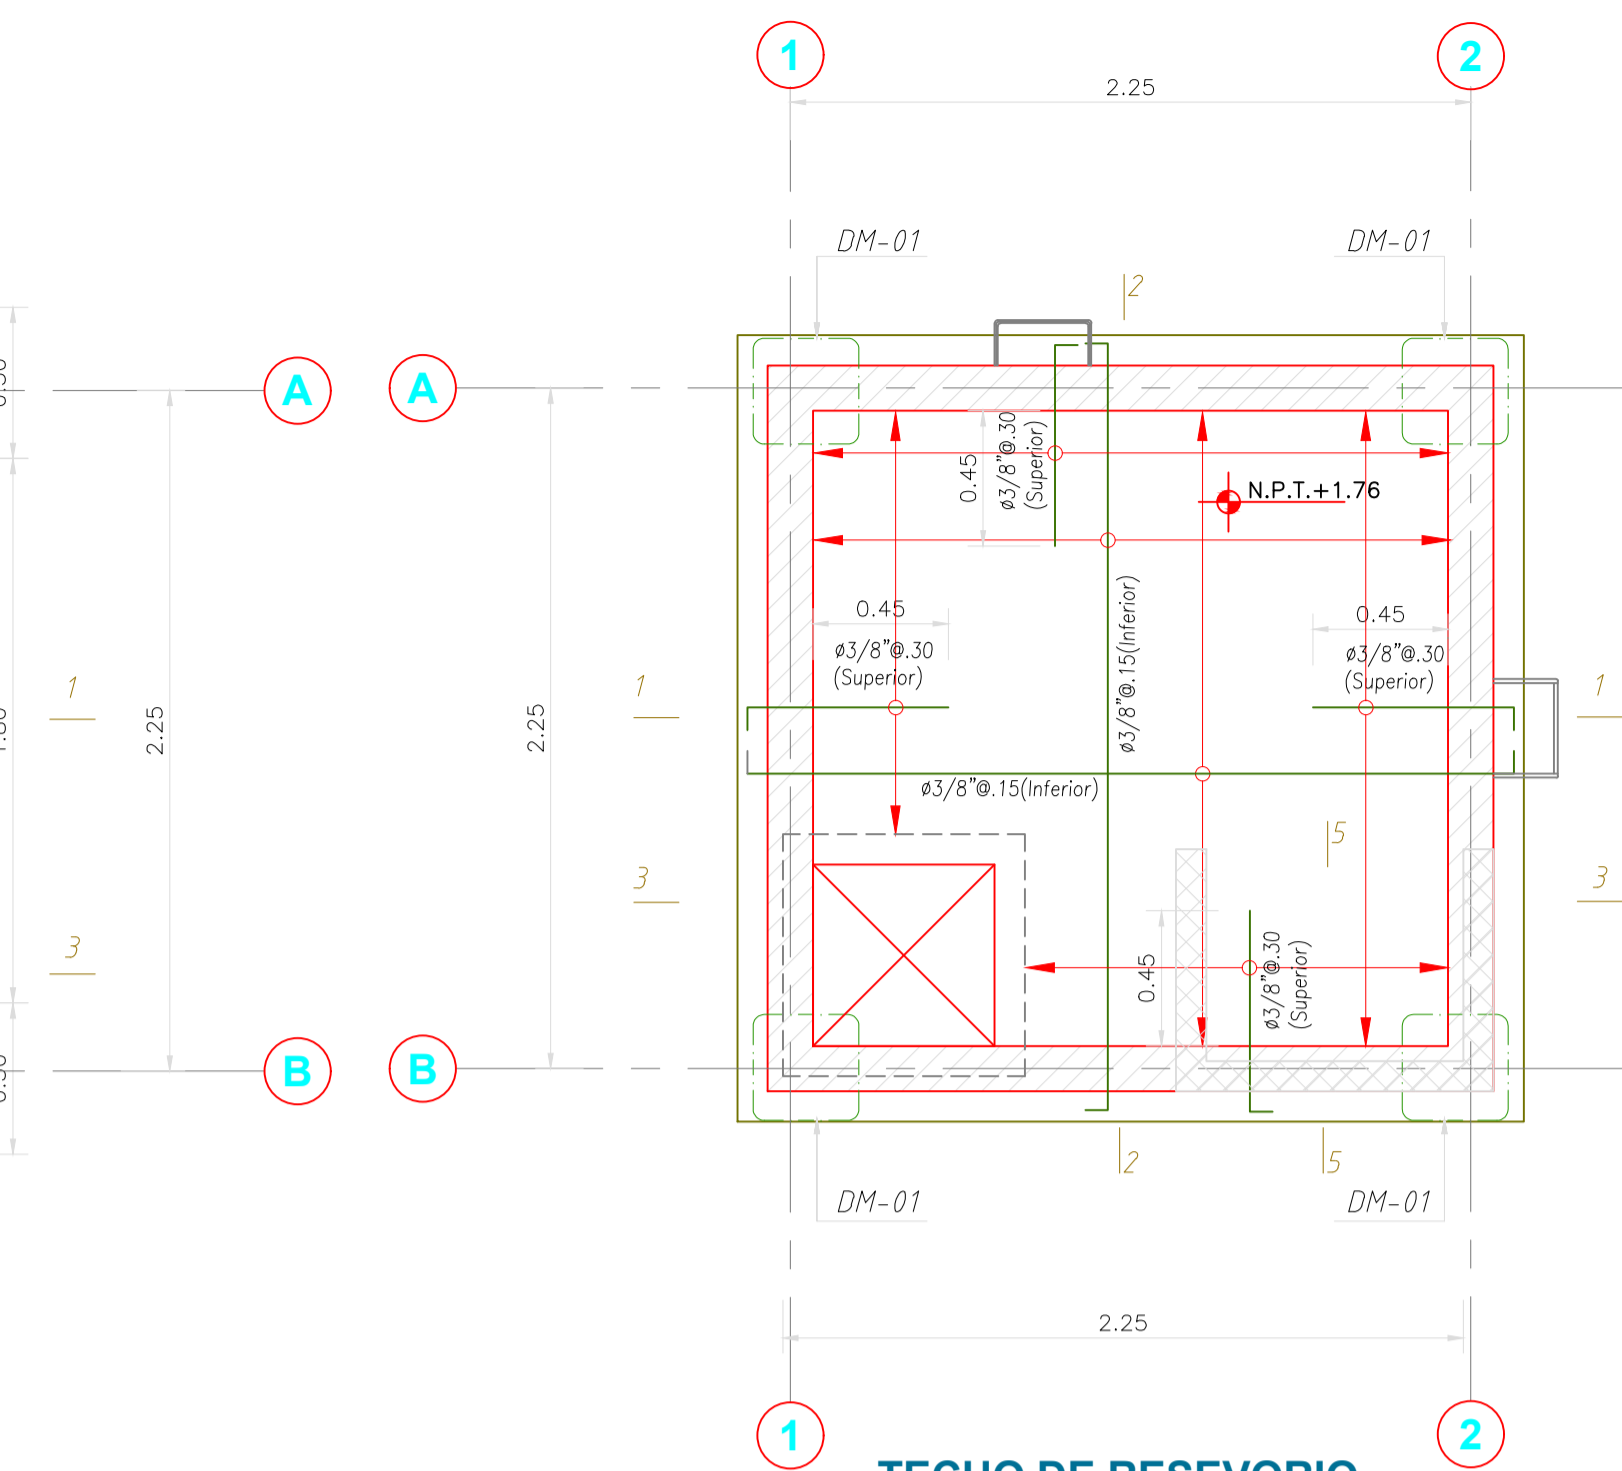 1
2
2.25
DM-01
DM-01
2
A
A
ø3/8"@.30
(Superior)
0.45
N.P.T.+1.76
0.45
ø3/8"@.30
(Superior)
0.45
ø3/8"@.30
(Superior)
ø3/8"@.15(Inferior)
1
1
1
2.25
2.25
ø3/8"@.15(Inferior)
5
3
3
3
0.45
ø3/8"@.30
(Superior)
B
B
2
5
DM-01
DM-01
2.25
1
2
TECHO DE RESEVORIO